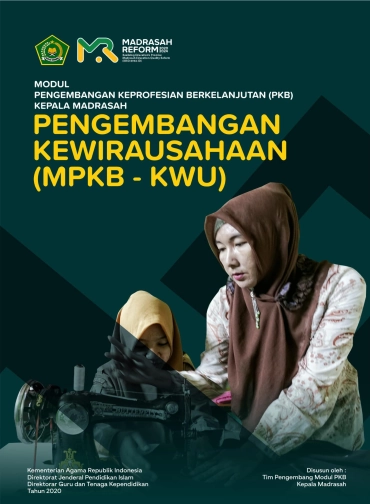 MADRASAH
REFORM
MODUL
PENGEMBANGAN KEPROFESIAN BERKELANJUTAN (PKB)
KEPALA MADRASAH
PENGEMBANGAN
KEWIRAUSAHAAN
(MPKB - KWU)
Kementerian Agama Republik Indonesia
Direktorat Jenderal Pendidikan Islam
Direktorar Guru dan Tenaga Kependidikan
Tahun 2020
Disusun oleh :
Tim Pengembang Modul PKB
Kepala Madrasah